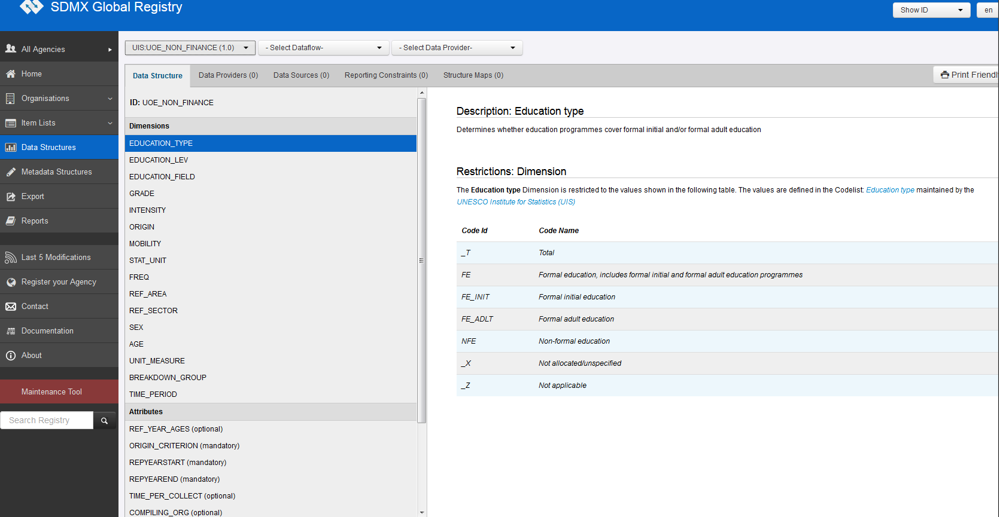 SDMX Global Registry
Show ID
en
All Agencies
Home
Organisations
Item Lists
Data Structures
Metadata Structures
Export
Reports
Last 5 Modifications
Register your Agency
Contact
Documentation
About
Maintenance Tool
Search Registry
UIS:UOE_NON_FINANCE (1.0)
- Select Dataflow-
- Select Data Provider-
Data Structure
Data Providers (0)
Data Sources (0)
Reporting Constraints (0)
Structure Maps (0)
Print Friendl
ID: UOE_NON_FINANCE
Dimensions
EDUCATION_TYPE
EDUCATION_LEV
EDUCATION_FIELD
GRADE
INTENSITY
ORIGIN
MOBILITY
STAT_UNIT
FREQ
REF_AREA
REF_SECTOR
SEX
AGE
UNIT_MEASURE
BREAKDOWN_GROUP
TIME_PERIOD
Attributes
REF_YEAR_AGES (optional)
ORIGIN_CRITERION (mandatory)
REPYEARSTART (mandatory)
REPYEAREND (mandatory)
TIME_PER_COLLECT (optional)
COMPILING_ORG (optional)
Description: Education type
Determines whether education programmes cover formal initial and/or formal adult education
Restrictions: Dimension
The Education type Dimension is restricted to the values shown in the following table. The values are defined in the Codelist: Education type maintained by the
UNESCO Institute for Statistics (UIS)
Code Id Code Name
_T Total
FE Formal education, includes formal initial and formal adult education programmes
FE_INIT Formal initial education
FE_ADLT Formal adult education
NFE Non-formal education
_X Not allocated/unspecified
_Z Not applicable